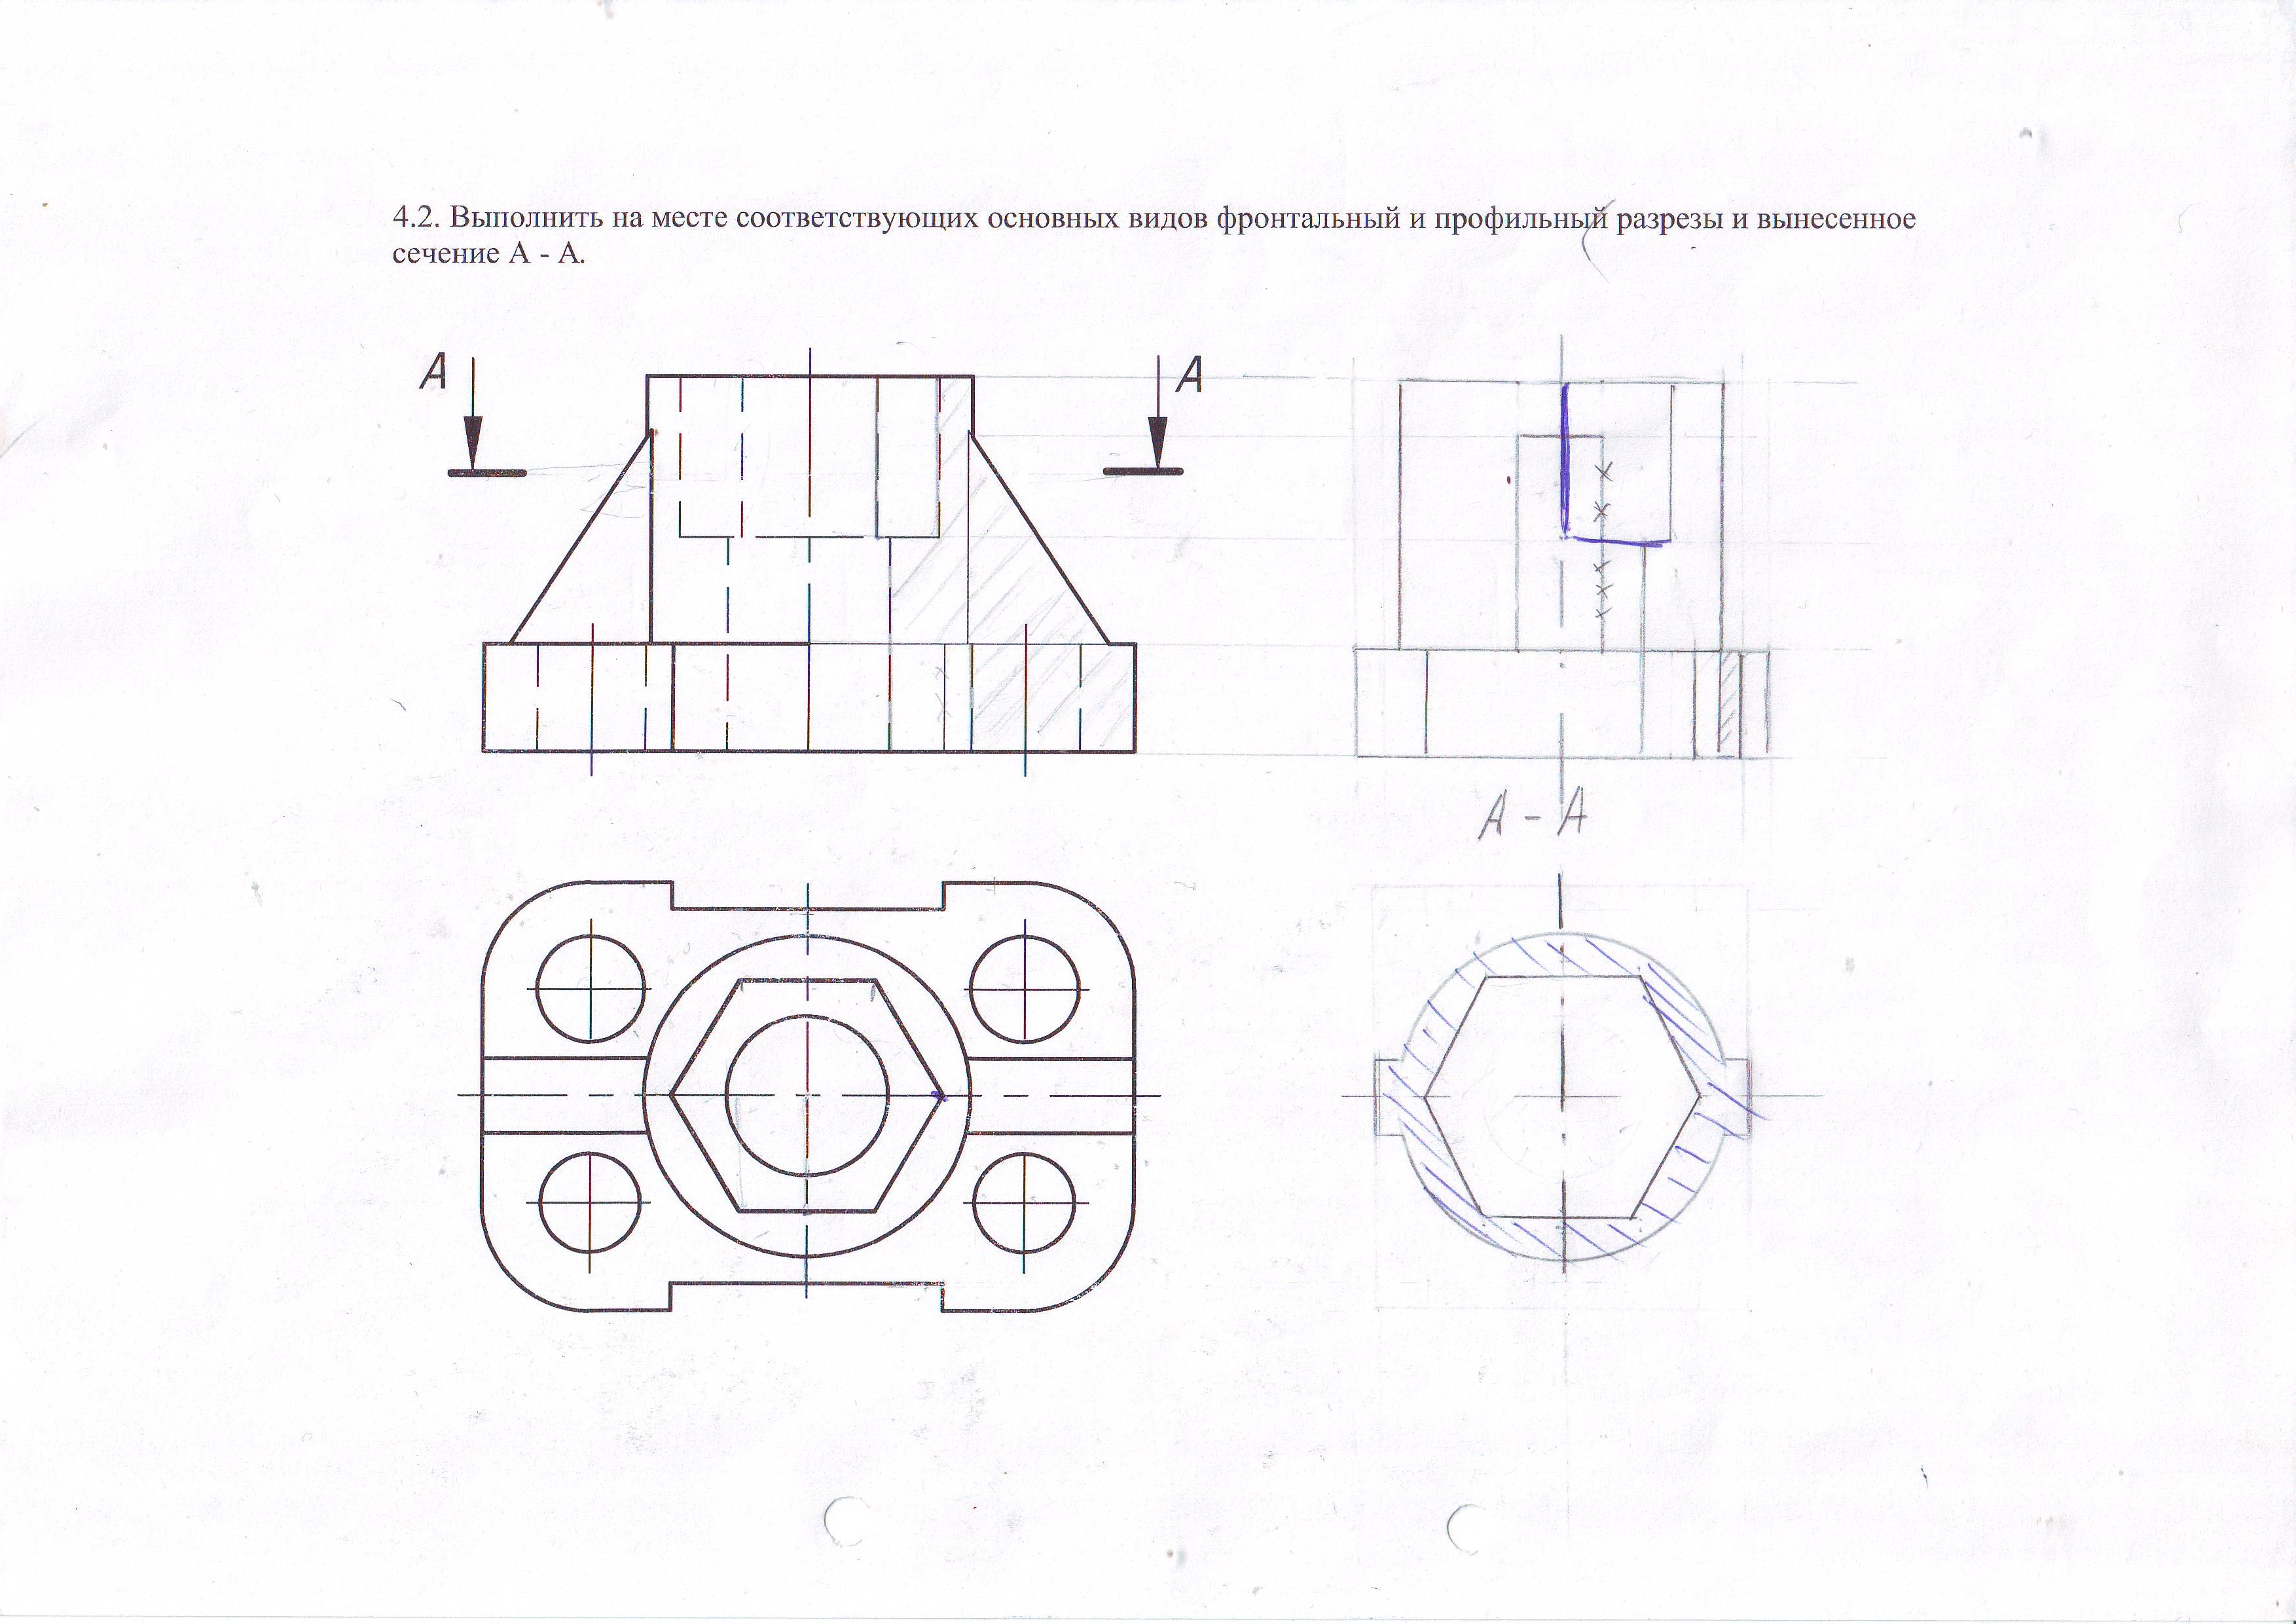 4.2. Выполнить на месте соответствующих основных видов фронтальный и профильный разрезы и вынесенное
сечение А - А.
А А
А - А